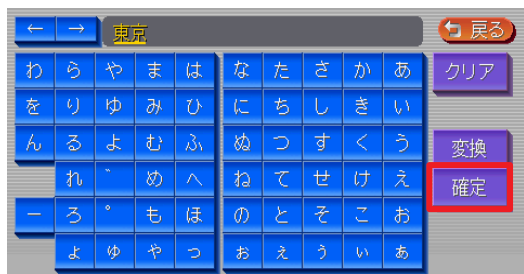 ← → 東京 戻る
わ ら や ま は な た さ か あ クリア
を り ゆ み ひ に ち し き い
ん る よ む ふ ぬ つ す く う 変換
れ ゛ め へ ね て せ け え 確定
ー ろ ゜ も ほ の と そ こ お
ょ ゅ ゃ っ ぉ ぇ ぅ ぃ ぁ